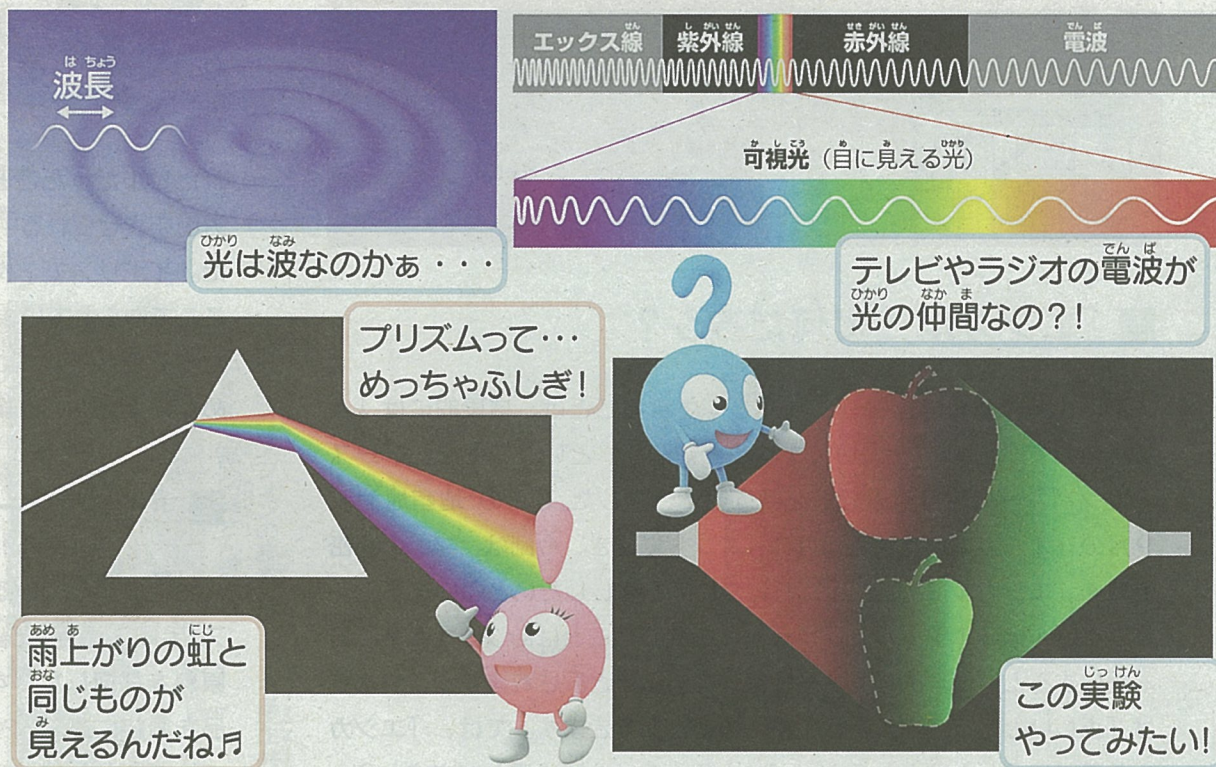 波長
光は波なのかぁ・・・
エックス線 紫外線 赤外線 電波
可視光（目に見える光）
テレビやラジオの電波が
光の仲間なの？！
プリズムって・・・
めっちゃふしぎ！
雨上がりの虹と
同じものが
見えるんだね♬
この実験
やってみたい！